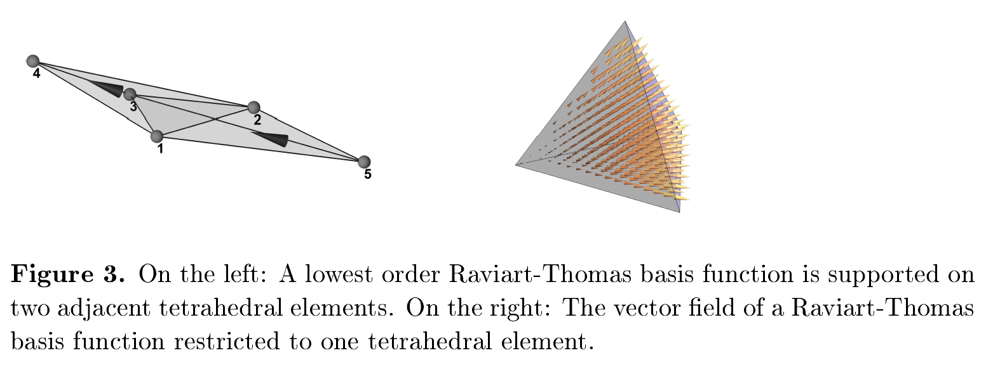 4
3
2
1
5
Figure 3. On the left: A lowest order Raviart-Thomas basis function is supported on
two adjacent tetrahedral elements. On the right: The vector field of a Raviart-Thomas
basis function restricted to one tetrahedral element.